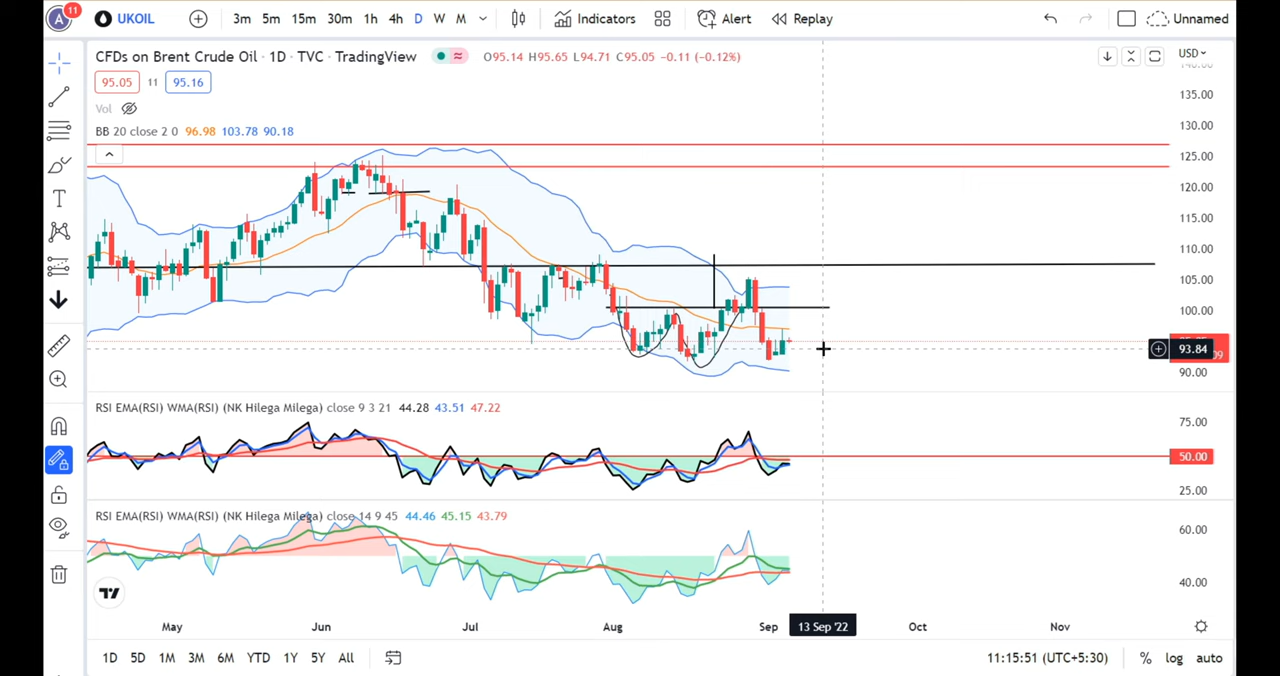 A 11 UKOIL 3m 5m 15m 30m 1h 4h D W M Indicators Alert Replay Unnamed
CFDs on Brent Crude Oil · 1D · TVC · TradingView O95.14 H95.65 L94.71 C95.05 −0.11 (−0.12%) USD
95.05 11 95.16
Vol
BB 20 close 2 0 96.98 103.78 90.18
135.00
130.00
125.00
120.00
115.00
110.00
105.00
100.00
93.84
90.00
RSI EMA(RSI) WMA(RSI) (NK Hilega Milega) close 9 3 21 44.28 43.51 47.22
75.00
50.00
25.00
RSI EMA(RSI) WMA(RSI) (NK Hilega Milega) close 14 9 45 44.46 45.15 43.79
60.00
40.00
May Jun Jul Aug Sep 13 Sep '22 Oct Nov
1D 5D 1M 3M 6M YTD 1Y 5Y All 11:15:51 (UTC+5:30) % log auto